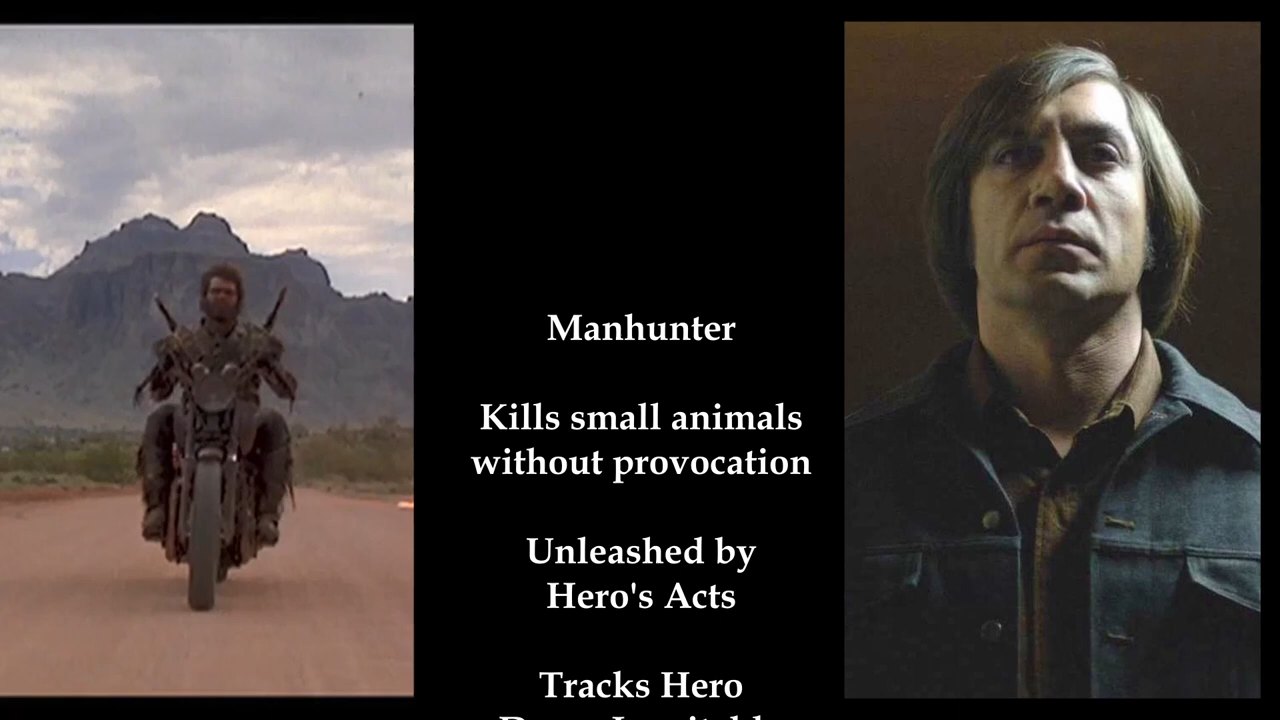 Manhunter
Kills small animals
without provocation
Unleashed by
Hero's Acts
Tracks Hero